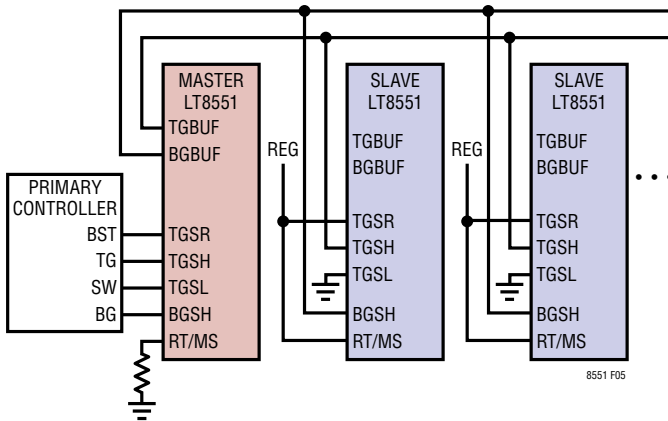 MASTER
LT8551
TGBUF
BGBUF
TGSR
TGSH
TGSL
BGSH
RT/MS
PRIMARY
CONTROLLER
BST
TG
SW
BG
REG
SLAVE
LT8551
TGBUF
BGBUF
TGSR
TGSH
TGSL
BGSH
RT/MS
REG
SLAVE
LT8551
TGBUF
BGBUF
TGSR
TGSH
TGSL
BGSH
RT/MS
8551 F05